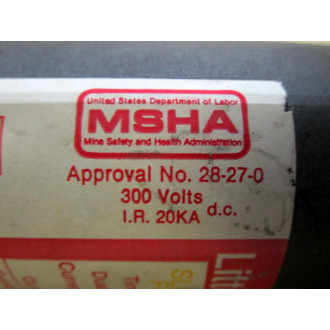 United States Department of Labor
MSHA
Mine Safety and Health Administration
Approval No. 28-27-0
300 Volts
I.R. 20KA d.c.